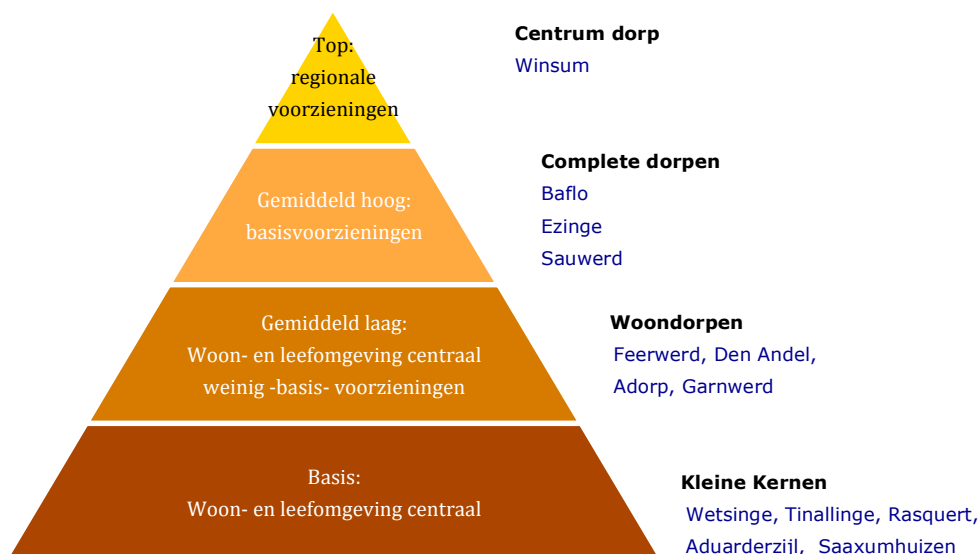 Top:
regionale
voorzieningen
Centrum dorp
Winsum
Gemiddeld hoog:
basisvoorzieningen
Complete dorpen
Baflo
Ezinge
Sauwerd
Gemiddeld laag:
Woon- en leefomgeving centraal
weinig -basis- voorzieningen
Woondorpen
Feerwerd, Den Andel,
Adorp, Garnwerd
Basis:
Woon- en leefomgeving centraal
Kleine Kernen
Wetsinge, Tinallinge, Rasquert,
Aduarderzijl, Saaxumhuizen